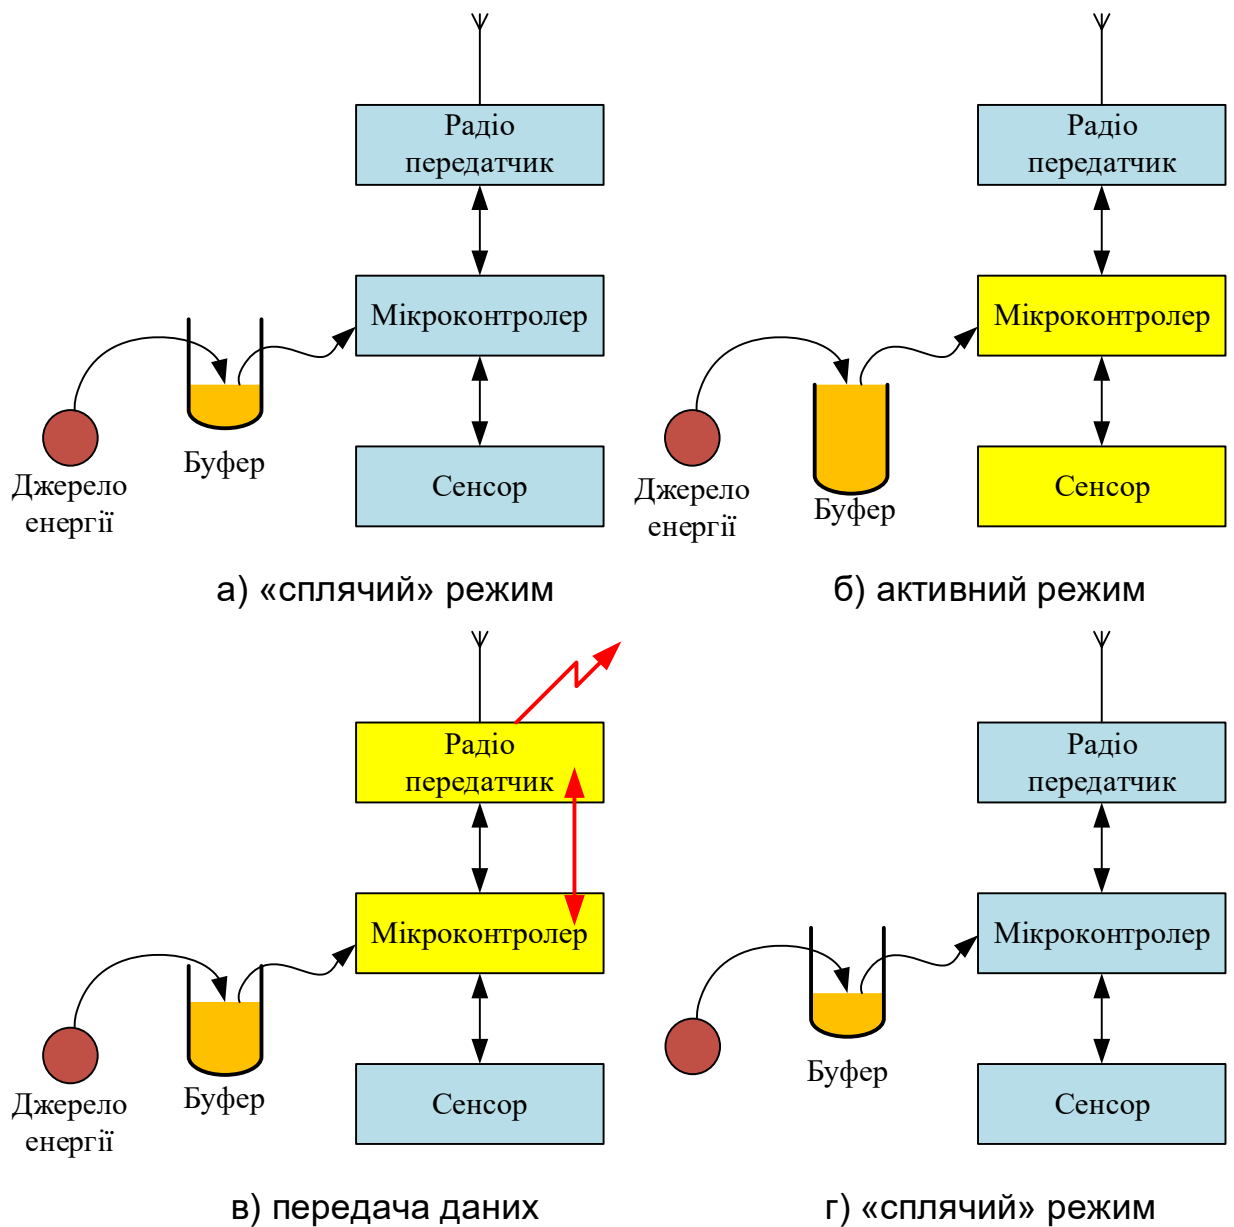 Радіо
передатчик
Мікроконтролер
Буфер
Джерело
енергії
Сенсор
а) «сплячий» режим
Радіо
передатчик
Мікроконтролер
Буфер
Джерело
енергії
Сенсор
б) активний режим
Радіо
передатчик
Мікроконтролер
Буфер
Джерело
енергії
Сенсор
в) передача даних
Радіо
передатчик
Мікроконтролер
Буфер
Сенсор
г) «сплячий» режим